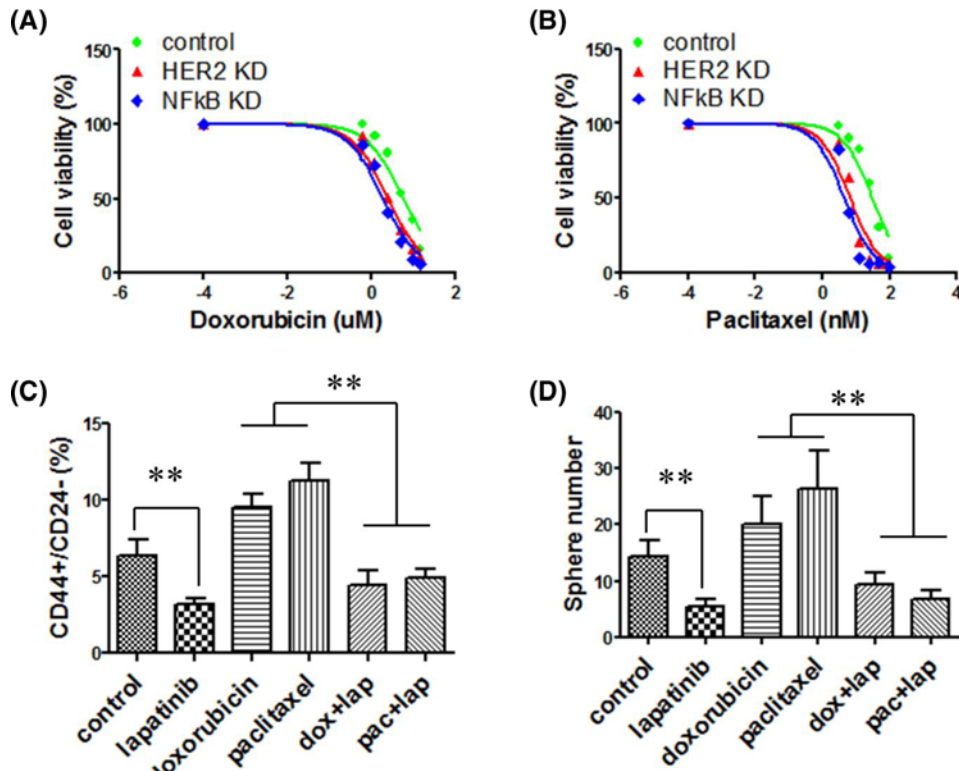 (A)
control
HER2 KD
NFkB KD
Cell viability (%)
150
100
50
0
-6
-4
-2
0
2
Doxorubicin (uM)
(B)
control
HER2 KD
NFkB KD
Cell viability (%)
150
100
50
0
-6
-4
-2
0
2
4
Paclitaxel (nM)
(C)
CD44+/CD24- (%)
15
10
5
0
**
**
control
lapatinib
doxorubicin
paclitaxel
dox+lap
pac+lap
(D)
Sphere number
40
30
20
10
0
**
**
control
lapatinib
doxorubicin
paclitaxel
dox+lap
pac+lap